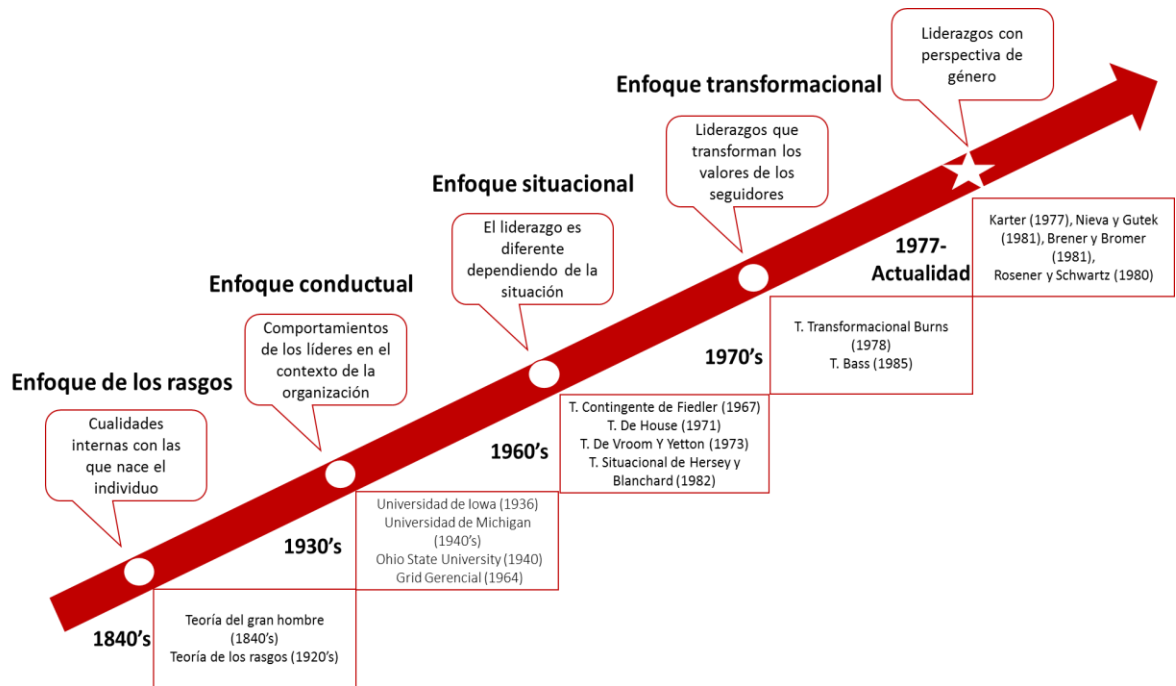 Enfoque de los rasgos
Cualidades
internas con las
que nace el
individuo
1840's
Teoría del gran hombre
(1840's)
Teoría de los rasgos (1920's)
Enfoque conductual
Comportamientos
de los líderes en el
contexto de la
organización
1930's
Universidad de Iowa (1936)
Universidad de Michigan
(1940's)
Ohio State University (1940)
Grid Gerencial (1964)
Enfoque situacional
El liderazgo es
diferente
dependiendo de la
situación
1960's
T. Contingente de Fiedler (1967)
T. De House (1971)
T. De Vroom Y Yetton (1973)
T. Situacional de Hersey y
Blanchard (1982)
Enfoque transformacional
Liderazgos que
transforman los
valores de los
seguidores
1970's
T. Transformacional Burns
(1978)
T. Bass (1985)
Liderazgos con
perspectiva de
género
1977-
Actualidad
Karter (1977), Nieva y Gutek
(1981), Brener y Bromer
(1981),
Rosener y Schwartz (1980)